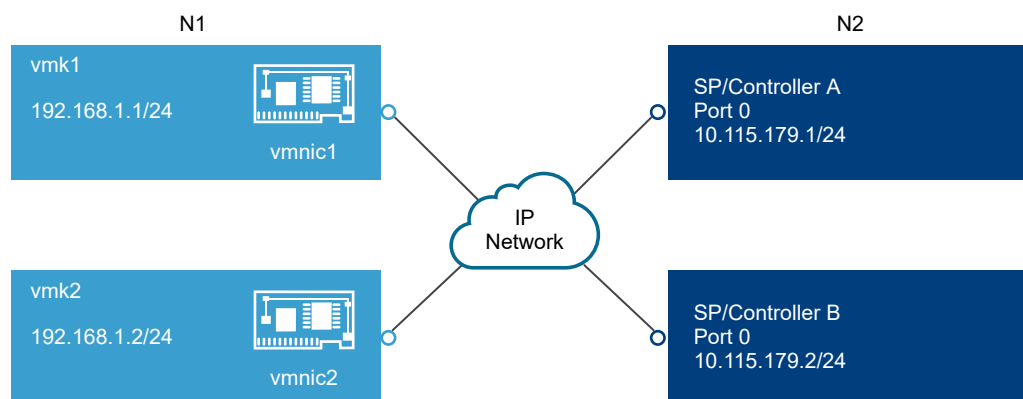 N1
N2
vmk1
192.168.1.1/24
vmnic1
SP/Controller A
Port 0
10.115.179.1/24
IP
Network
vmk2
192.168.1.2/24
vmnic2
SP/Controller B
Port 0
10.115.179.2/24